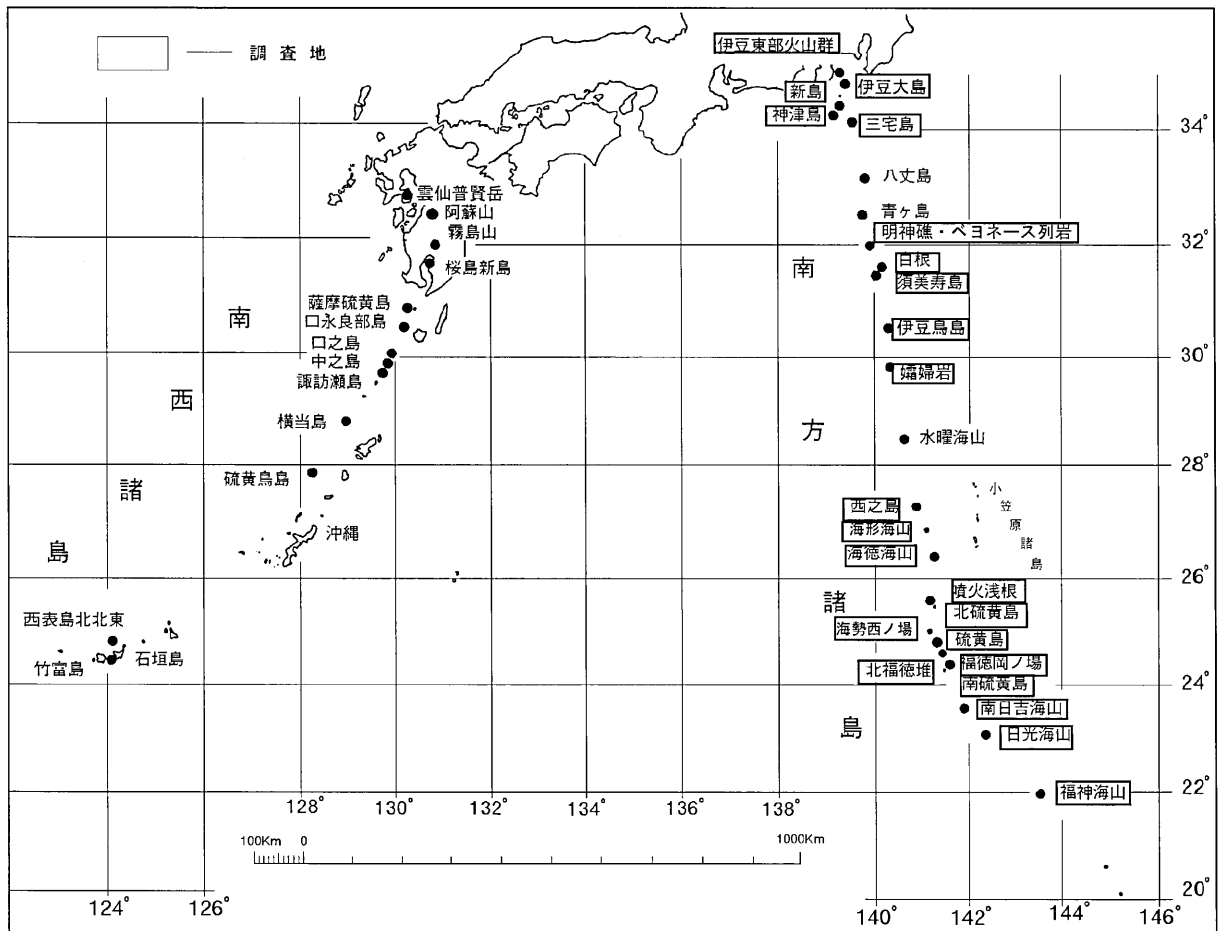 調査地
伊豆東部火山群
伊豆大島
新島
神津島
三宅島
34°
八丈島
青ヶ島
明神礁・ベヨネース列岩
32°
白根
須美寿島
伊豆鳥島
30°
孀婦岩
水曜海山
28°
西之島
海形海山
海徳海山
小笠原諸島
26°
噴火浅根
北硫黄島
海勢西ノ場
硫黄島
北福徳堆
福徳岡ノ場
南硫黄島
24°
南日吉海山
日光海山
22°
福神海山
20°
南方諸島
雲仙普賢岳
阿蘇山
霧島山
桜島新島
薩摩硫黄島
口永良部島
口之島
中之島
諏訪瀬島
横当島
硫黄鳥島
沖縄
南西諸島
西表島北北東
石垣島
竹富島
128° 130° 132° 134° 136° 138°
100Km 0 1000Km
124° 126°
140° 142° 144° 146°